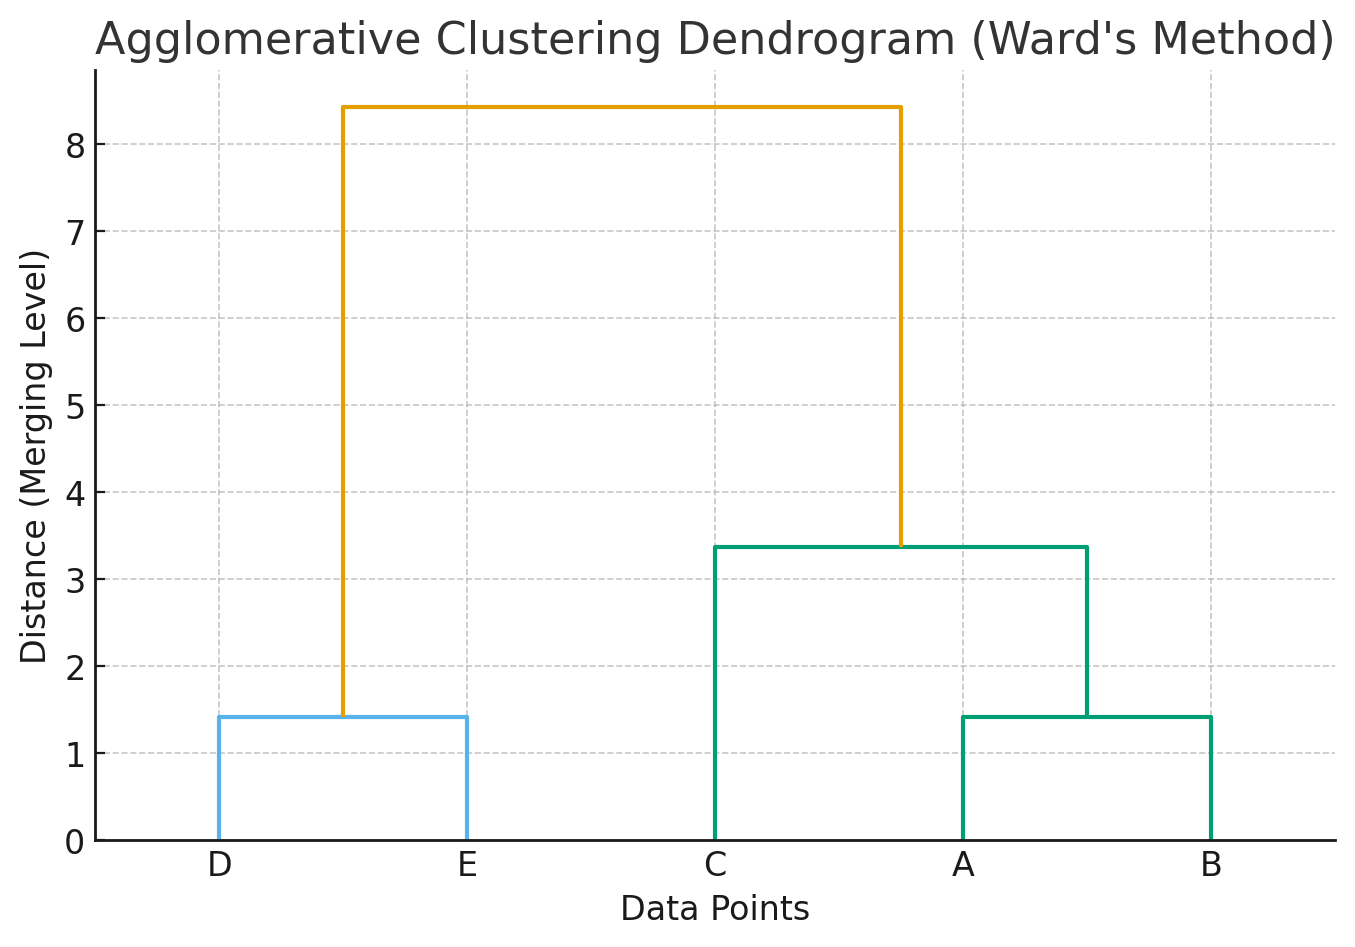 Agglomerative Clustering Dendrogram (Ward's Method)
Distance (Merging Level)
8
7
6
5
4
3
2
1
0
D E C A B
Data Points